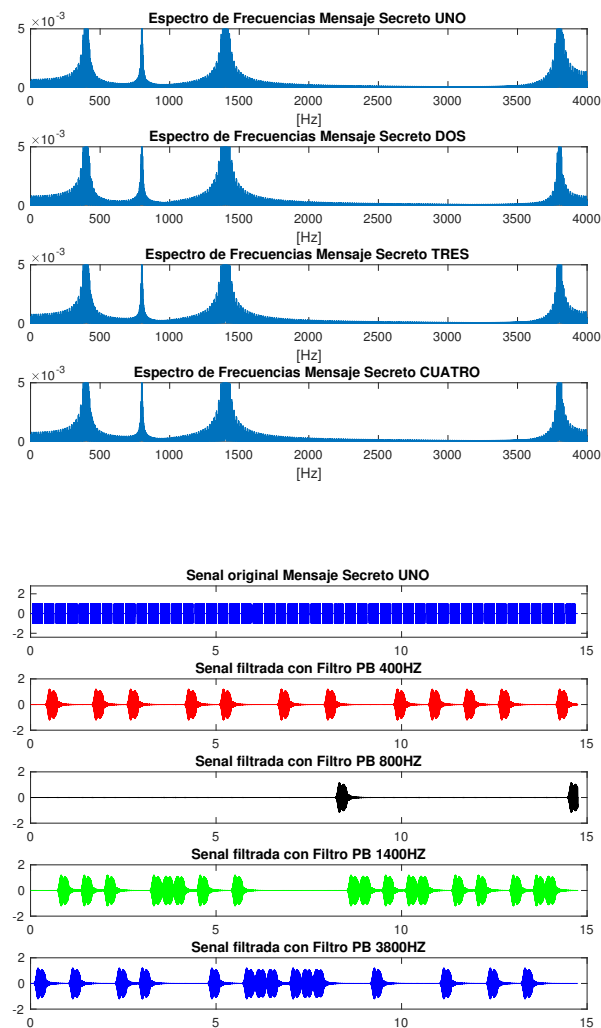 Espectro de Frecuencias Mensaje Secreto UNO
×10⁻³
5
0
0 500 1000 1500 2000 2500 3000 3500 4000
[Hz]
Espectro de Frecuencias Mensaje Secreto DOS
×10⁻³
5
0
0 500 1000 1500 2000 2500 3000 3500 4000
[Hz]
Espectro de Frecuencias Mensaje Secreto TRES
×10⁻³
5
0
0 500 1000 1500 2000 2500 3000 3500 4000
[Hz]
Espectro de Frecuencias Mensaje Secreto CUATRO
×10⁻³
5
0
0 500 1000 1500 2000 2500 3000 3500 4000
[Hz]
Senal original Mensaje Secreto UNO
2
0
-2
0 5 10 15
Senal filtrada con Filtro PB 400HZ
2
0
-2
0 5 10 15
Senal filtrada con Filtro PB 800HZ
2
0
-2
0 5 10 15
Senal filtrada con Filtro PB 1400HZ
2
0
-2
0 5 10 15
Senal filtrada con Filtro PB 3800HZ
2
0
-2
0 5 10 15